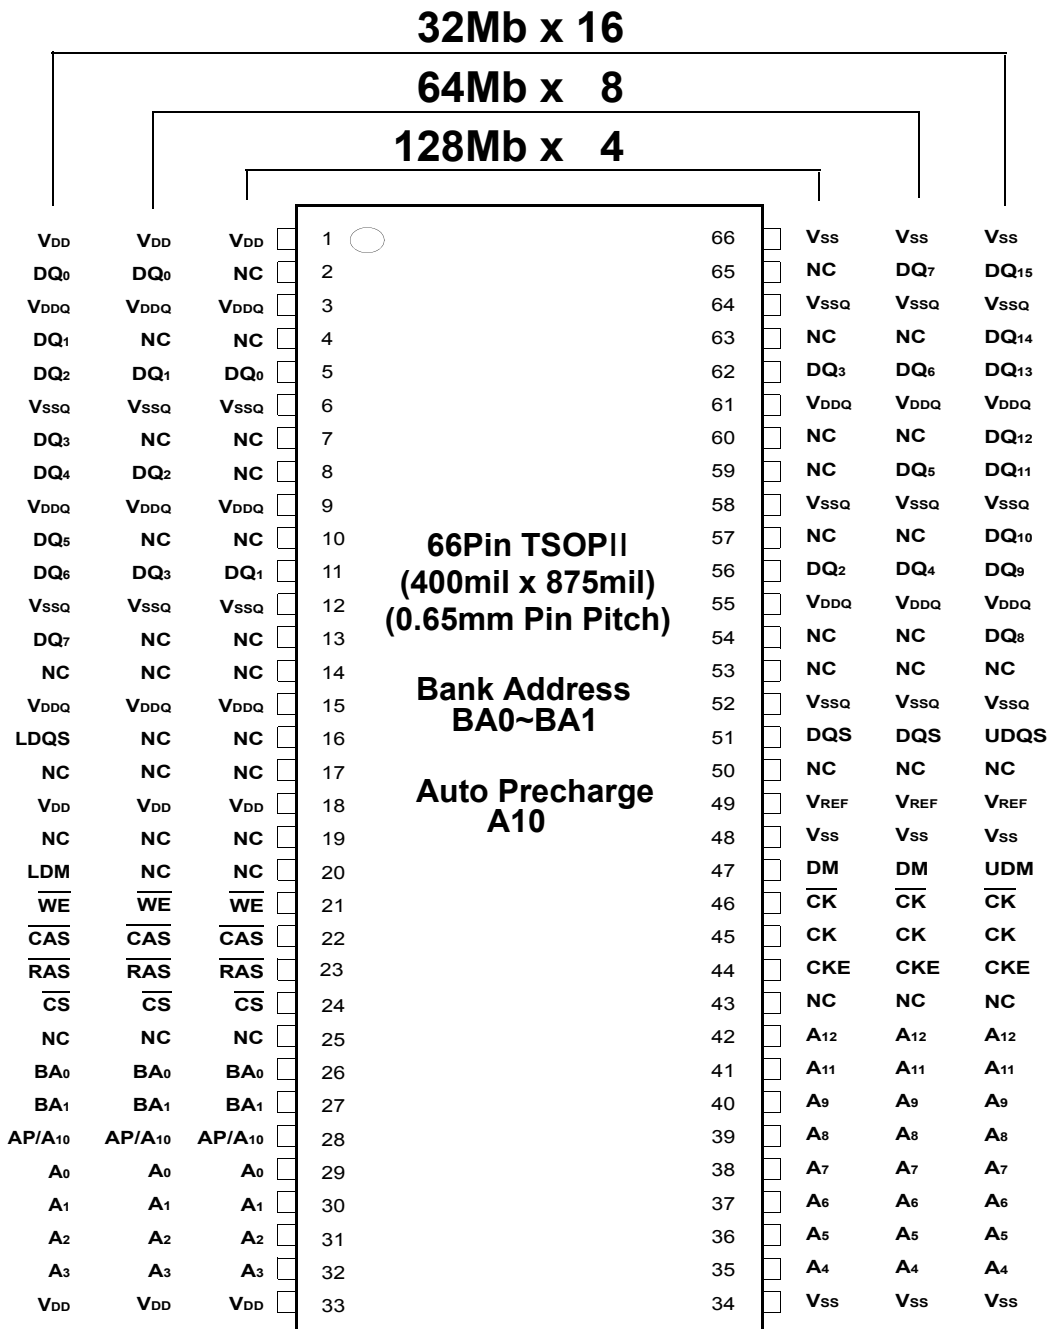 32Mb x 16
64Mb x 8
128Mb x 4
VDD VDD VDD 1 66 VSS VSS VSS
DQ0 DQ0 NC 2 65 NC DQ7 DQ15
VDDQ VDDQ VDDQ 3 64 VSSQ VSSQ VSSQ
DQ1 NC NC 4 63 NC NC DQ14
DQ2 DQ1 DQ0 5 62 DQ3 DQ6 DQ13
VSSQ VSSQ VSSQ 6 61 VDDQ VDDQ VDDQ
DQ3 NC NC 7 60 NC NC DQ12
DQ4 DQ2 NC 8 59 NC DQ5 DQ11
VDDQ VDDQ VDDQ 9 58 VSSQ VSSQ VSSQ
DQ5 NC NC 10 57 NC NC DQ10
DQ6 DQ3 DQ1 11 56 DQ2 DQ4 DQ9
VSSQ VSSQ VSSQ 12 55 VDDQ VDDQ VDDQ
DQ7 NC NC 13 54 NC NC DQ8
NC NC NC 14 53 NC NC NC
VDDQ VDDQ VDDQ 15 52 VSSQ VSSQ VSSQ
LDQS NC NC 16 51 DQS DQS UDQS
NC NC NC 17 50 NC NC NC
VDD VDD VDD 18 49 VREF VREF VREF
NC NC NC 19 48 VSS VSS VSS
LDM NC NC 20 47 DM DM UDM
WE WE WE 21 46 CK CK CK
CAS CAS CAS 22 45 CK CK CK
RAS RAS RAS 23 44 CKE CKE CKE
CS CS CS 24 43 NC NC NC
NC NC NC 25 42 A12 A12 A12
BA0 BA0 BA0 26 41 A11 A11 A11
BA1 BA1 BA1 27 40 A9 A9 A9
AP/A10 AP/A10 AP/A10 28 39 A8 A8 A8
A0 A0 A0 29 38 A7 A7 A7
A1 A1 A1 30 37 A6 A6 A6
A2 A2 A2 31 36 A5 A5 A5
A3 A3 A3 32 35 A4 A4 A4
VDD VDD VDD 33 34 VSS VSS VSS
66Pin TSOPII
(400mil x 875mil)
(0.65mm Pin Pitch)
Bank Address
BA0~BA1
Auto Precharge
A10